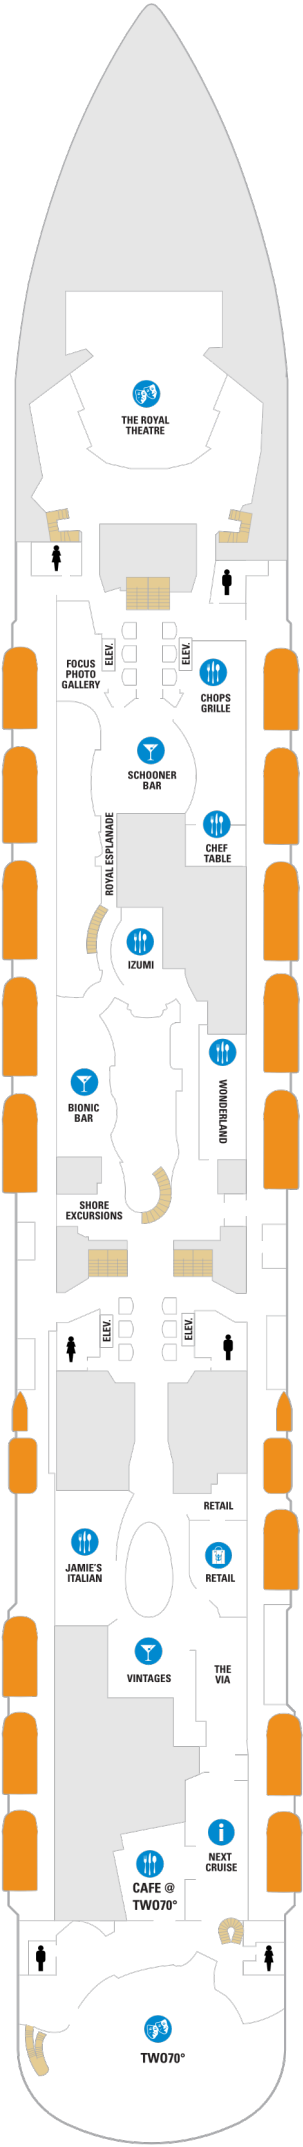 THE ROYAL
THEATRE
ELEV.
ELEV.
FOCUS
PHOTO
GALLERY
CHOPS
GRILLE
SCHOONER
BAR
ROYAL ESPLANADE
CHEF
TABLE
IZUMI
WONDERLAND
BIONIC
BAR
SHORE
EXCURSIONS
ELEV.
ELEV.
RETAIL
JAMIE'S
ITALIAN
RETAIL
VINTAGES
THE
VIA
i
NEXT
CRUISE
CAFE @
TWO70°
TWO70°